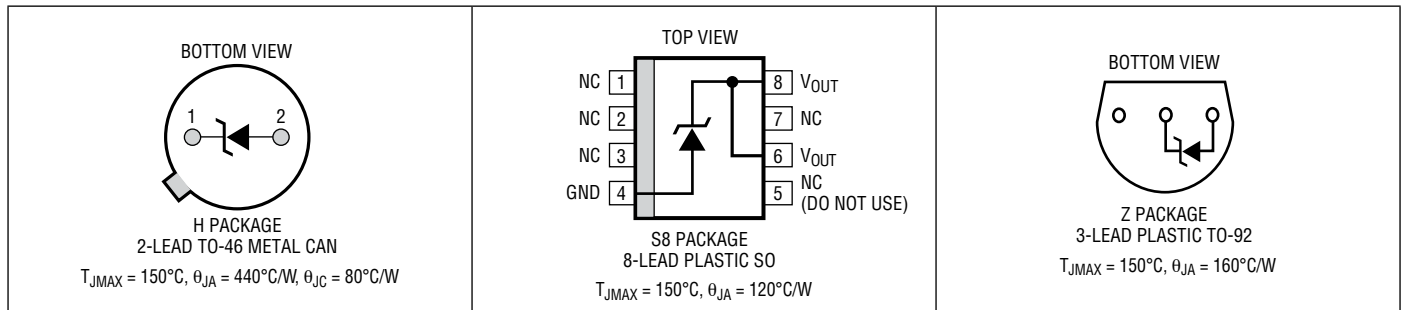 BOTTOM VIEW
1 2
H PACKAGE
2-LEAD TO-46 METAL CAN
TJMAX = 150°C, θJA = 440°C/W, θJC = 80°C/W
TOP VIEW
NC 1 8 VOUT
NC 2 7 NC
NC 3 6 VOUT
GND 4 5 NC
(DO NOT USE)
S8 PACKAGE
8-LEAD PLASTIC SO
TJMAX = 150°C, θJA = 120°C/W
BOTTOM VIEW
Z PACKAGE
3-LEAD PLASTIC TO-92
TJMAX = 150°C, θJA = 160°C/W